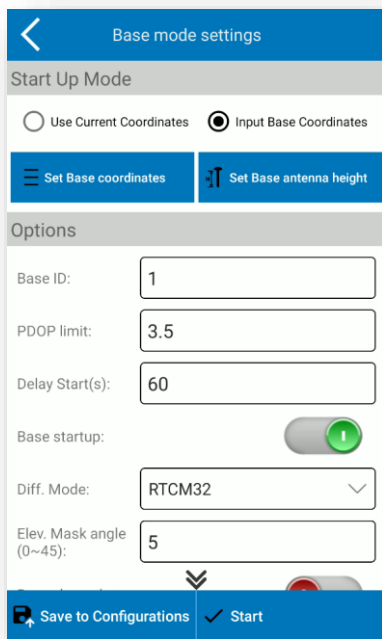 Base mode settings
Start Up Mode
Use Current Coordinates Input Base Coordinates
Set Base coordinates Set Base antenna height
Options
Base ID: 1
PDOP limit: 3.5
Delay Start(s): 60
Base startup:
Diff. Mode: RTCM32
Elev. Mask angle
(0~45): 5
Save to Configurations Start